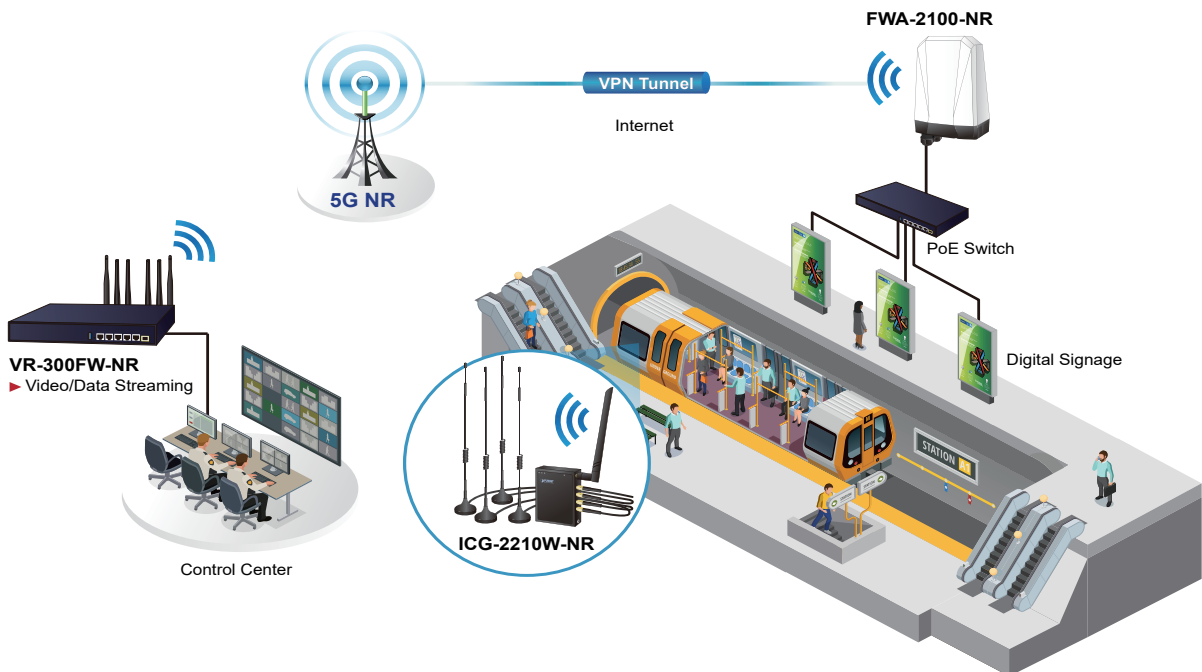 FWA-2100-NR
VPN Tunnel
Internet
5G NR
PoE Switch
VR-300FW-NR
Video/Data Streaming
Digital Signage
STATION A1
ICG-2210W-NR
Control Center